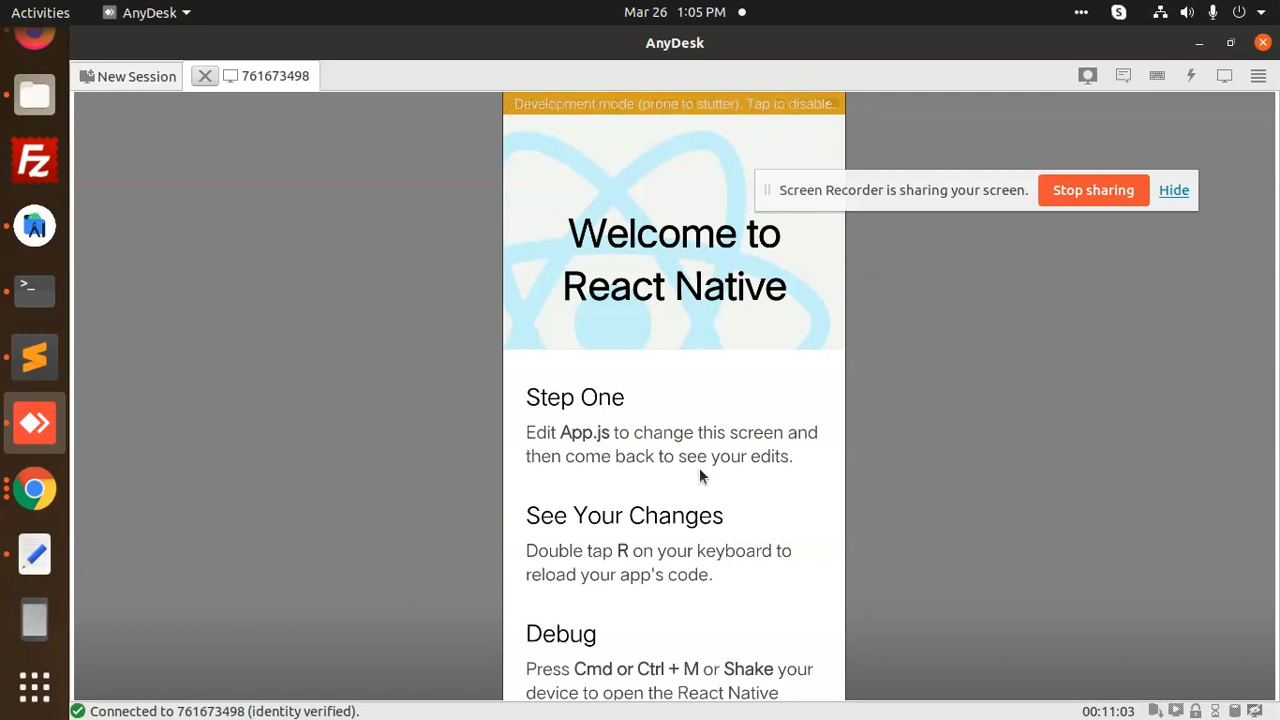 Activities
AnyDesk
Mar 26 1:05 PM
AnyDesk
New Session
761673498
Development mode (prone to stutter). Tap to disable.
Screen Recorder is sharing your screen.
Stop sharing
Hide
Welcome to
React Native
Step One
Edit App.js to change this screen and
then come back to see your edits.
See Your Changes
Double tap R on your keyboard to
reload your app's code.
Debug
Press Cmd or Ctrl + M or Shake your
device to open the React Native
Connected to 761673498 (identity verified).
00:11:03